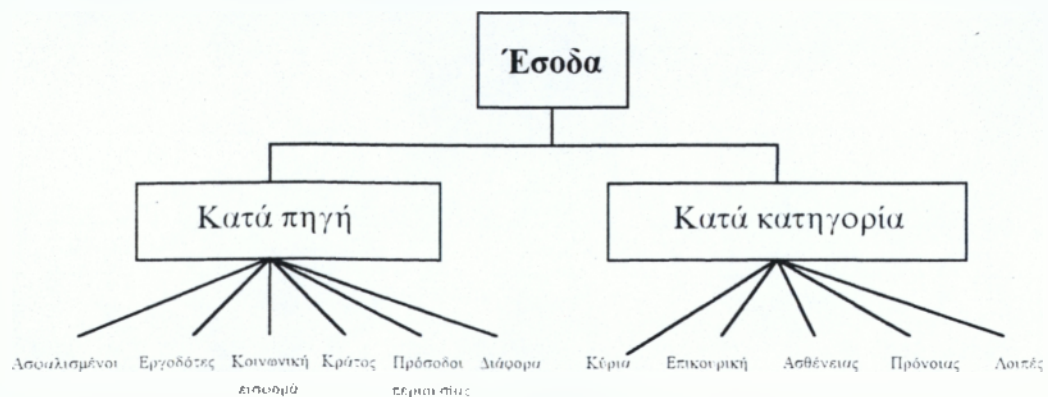 Έσοδα
Κατά πηγή Κατά κατηγορία
Ασφαλισμένοι Εργοδότες Κοινωνική Κράτος Πρόσοδοι Διάφορα Κύρια Επικουρική Ασθένειας Πρόνοιας Λοιπές
εισφορά περιουσίας